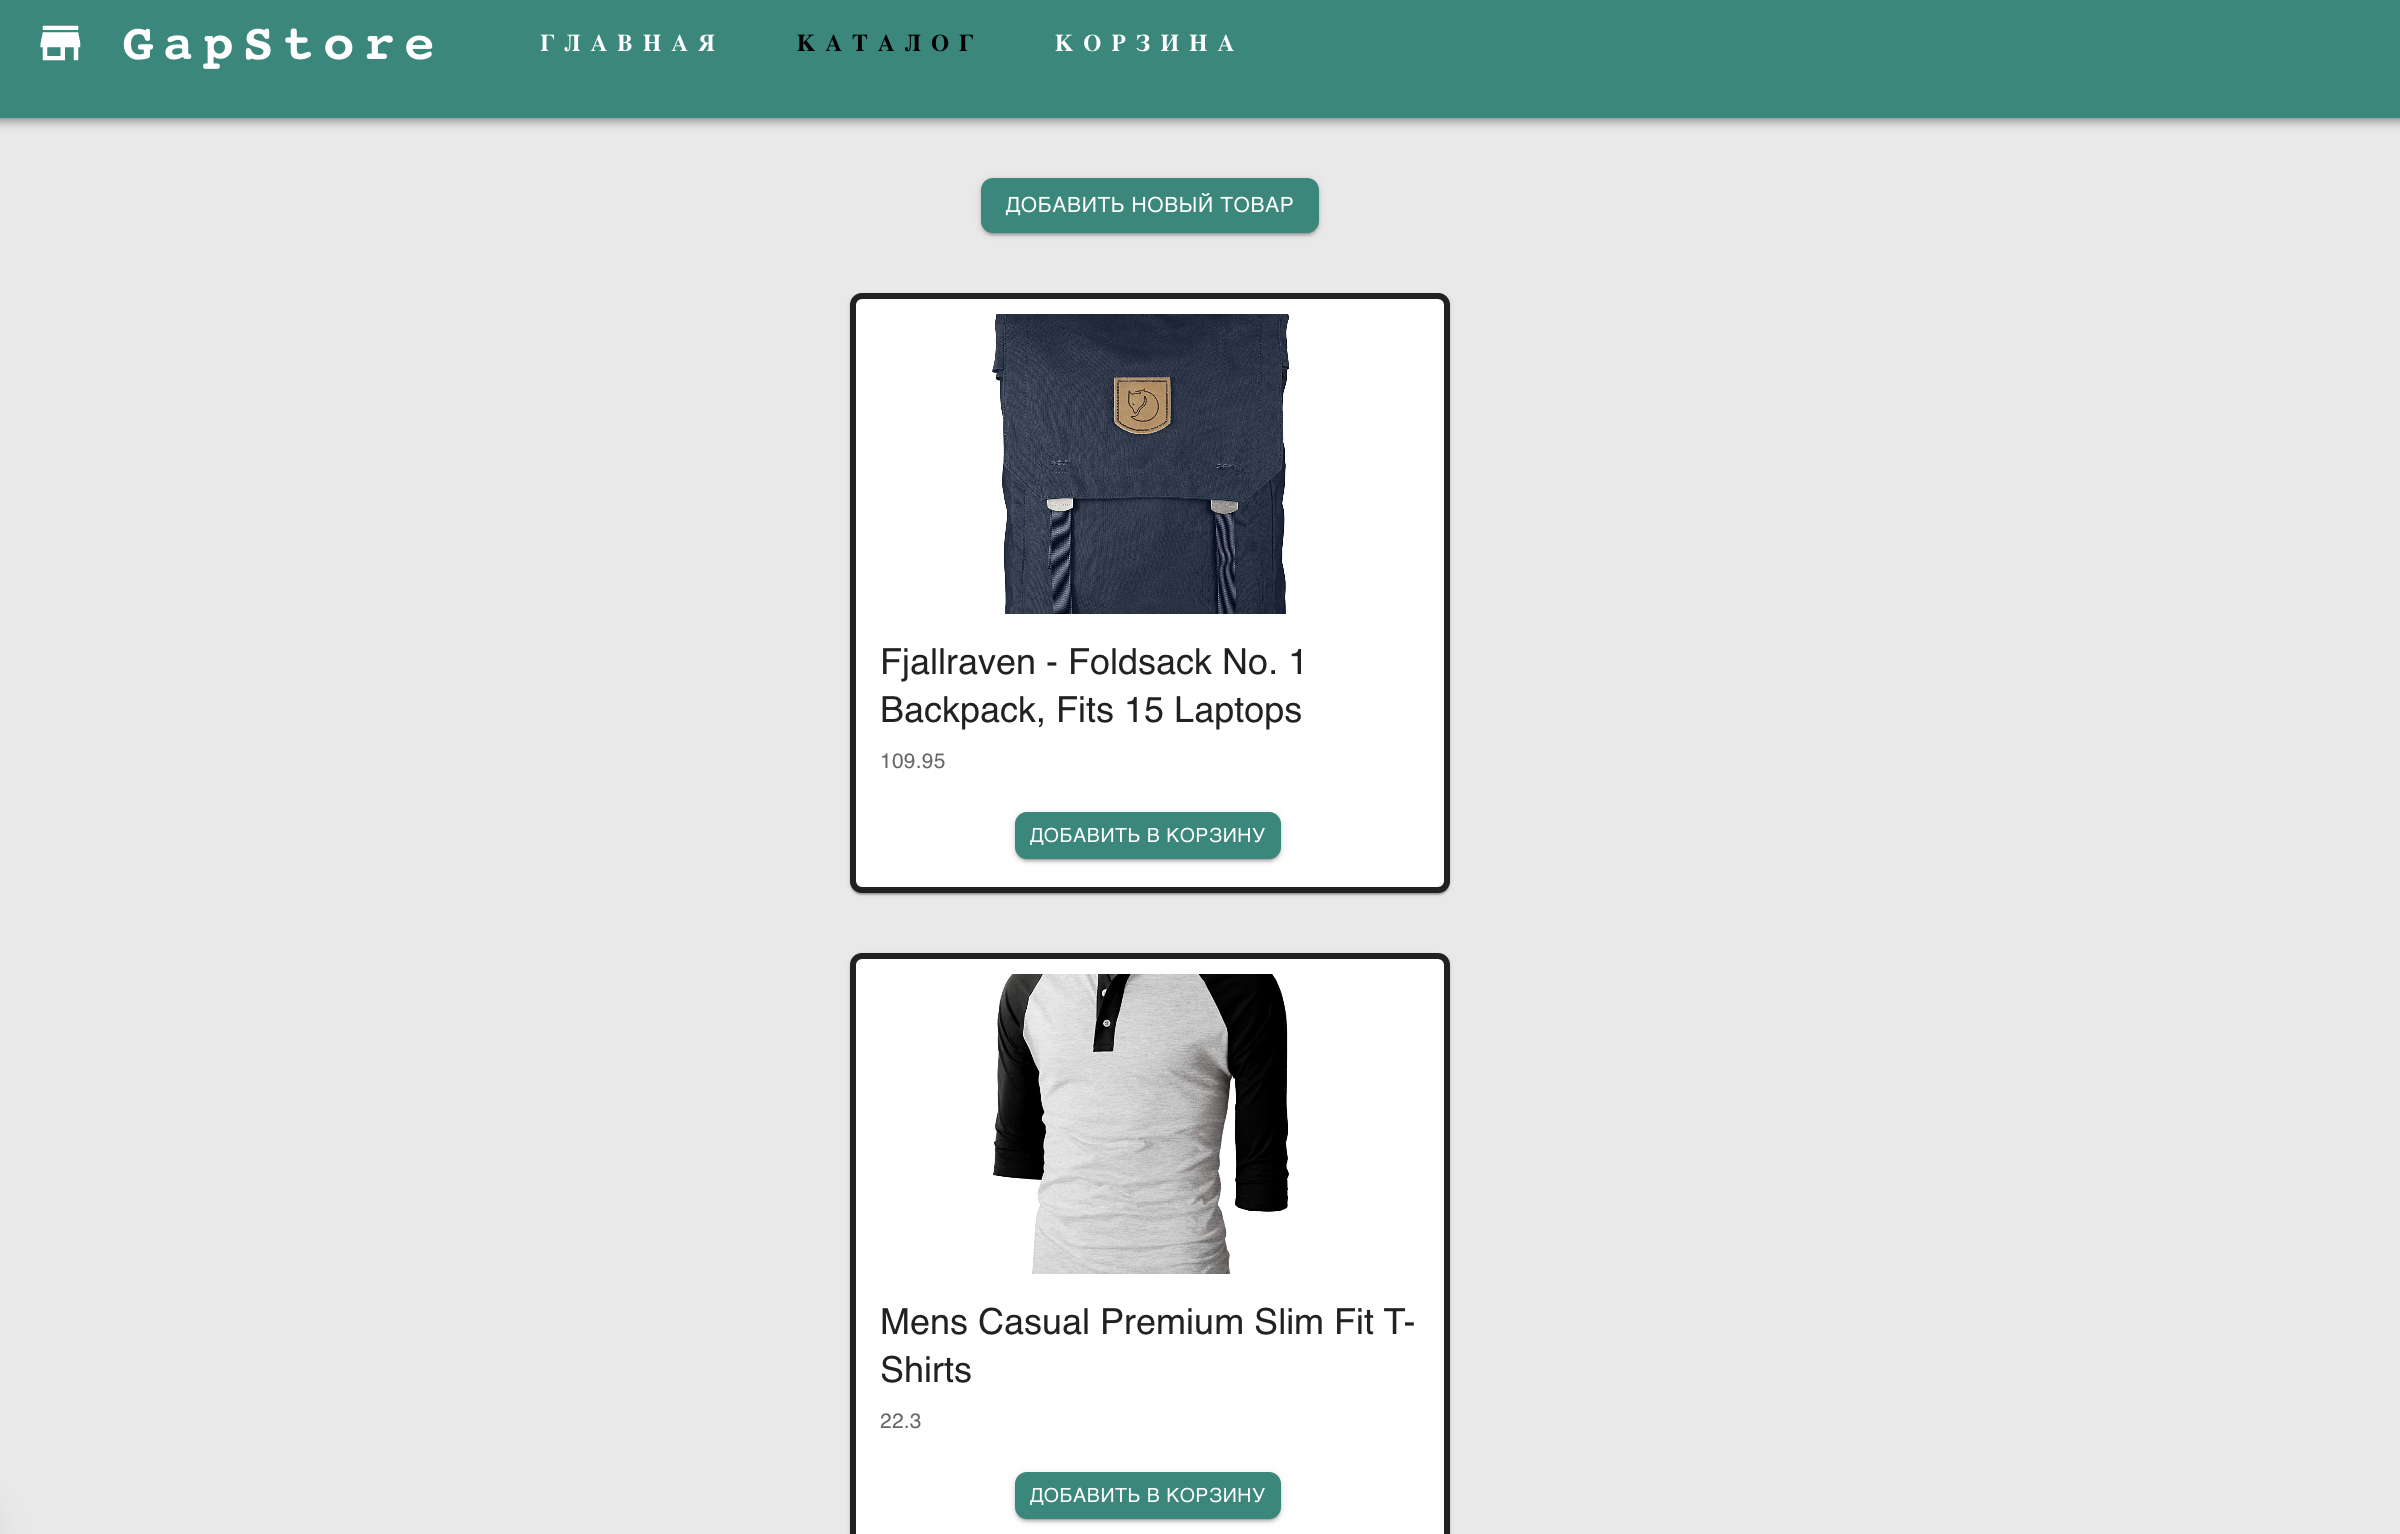 GapStore ГЛАВНАЯ КАТАЛОГ КОРЗИНА
ДОБАВИТЬ НОВЫЙ ТОВАР
Fjallraven - Foldsack No. 1
Backpack, Fits 15 Laptops
109.95
ДОБАВИТЬ В КОРЗИНУ
Mens Casual Premium Slim Fit T-
Shirts
22.3
ДОБАВИТЬ В КОРЗИНУ